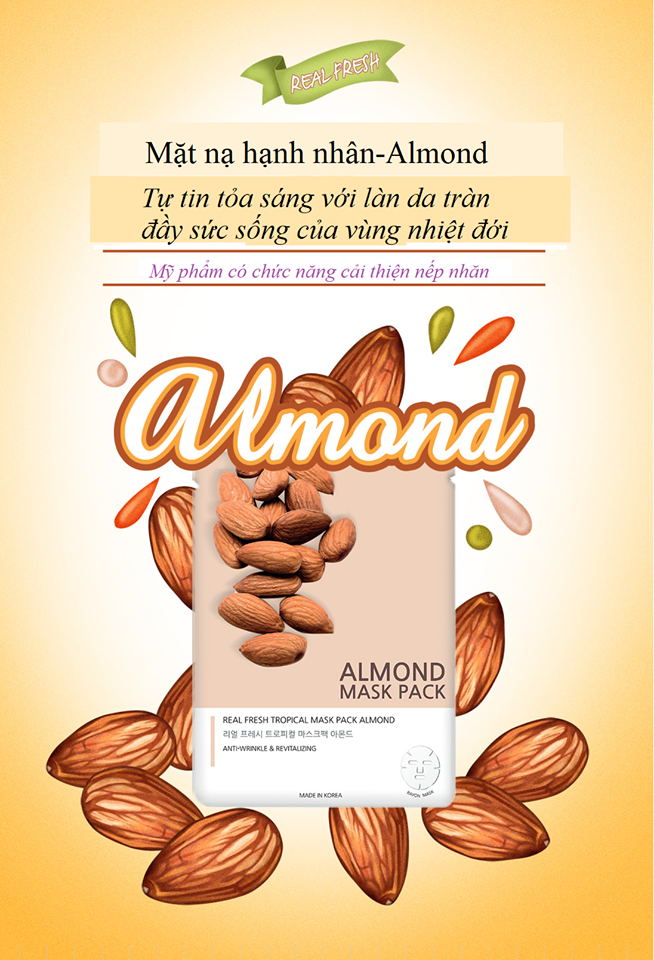 REAL FRESH
Mặt nạ hạnh nhân-Almond
Tự tin tỏa sáng với làn da tràn
đầy sức sống của vùng nhiệt đới
Mỹ phẩm có chức năng cải thiện nếp nhăn
Almond
ALMOND
MASK PACK
REAL FRESH TROPICAL MASK PACK ALMOND
리얼 프레시 트로피컬 마스크팩 아몬드
ANTI-WRINKLE & REVITALIZING
RAYON MASK
MADE IN KOREA